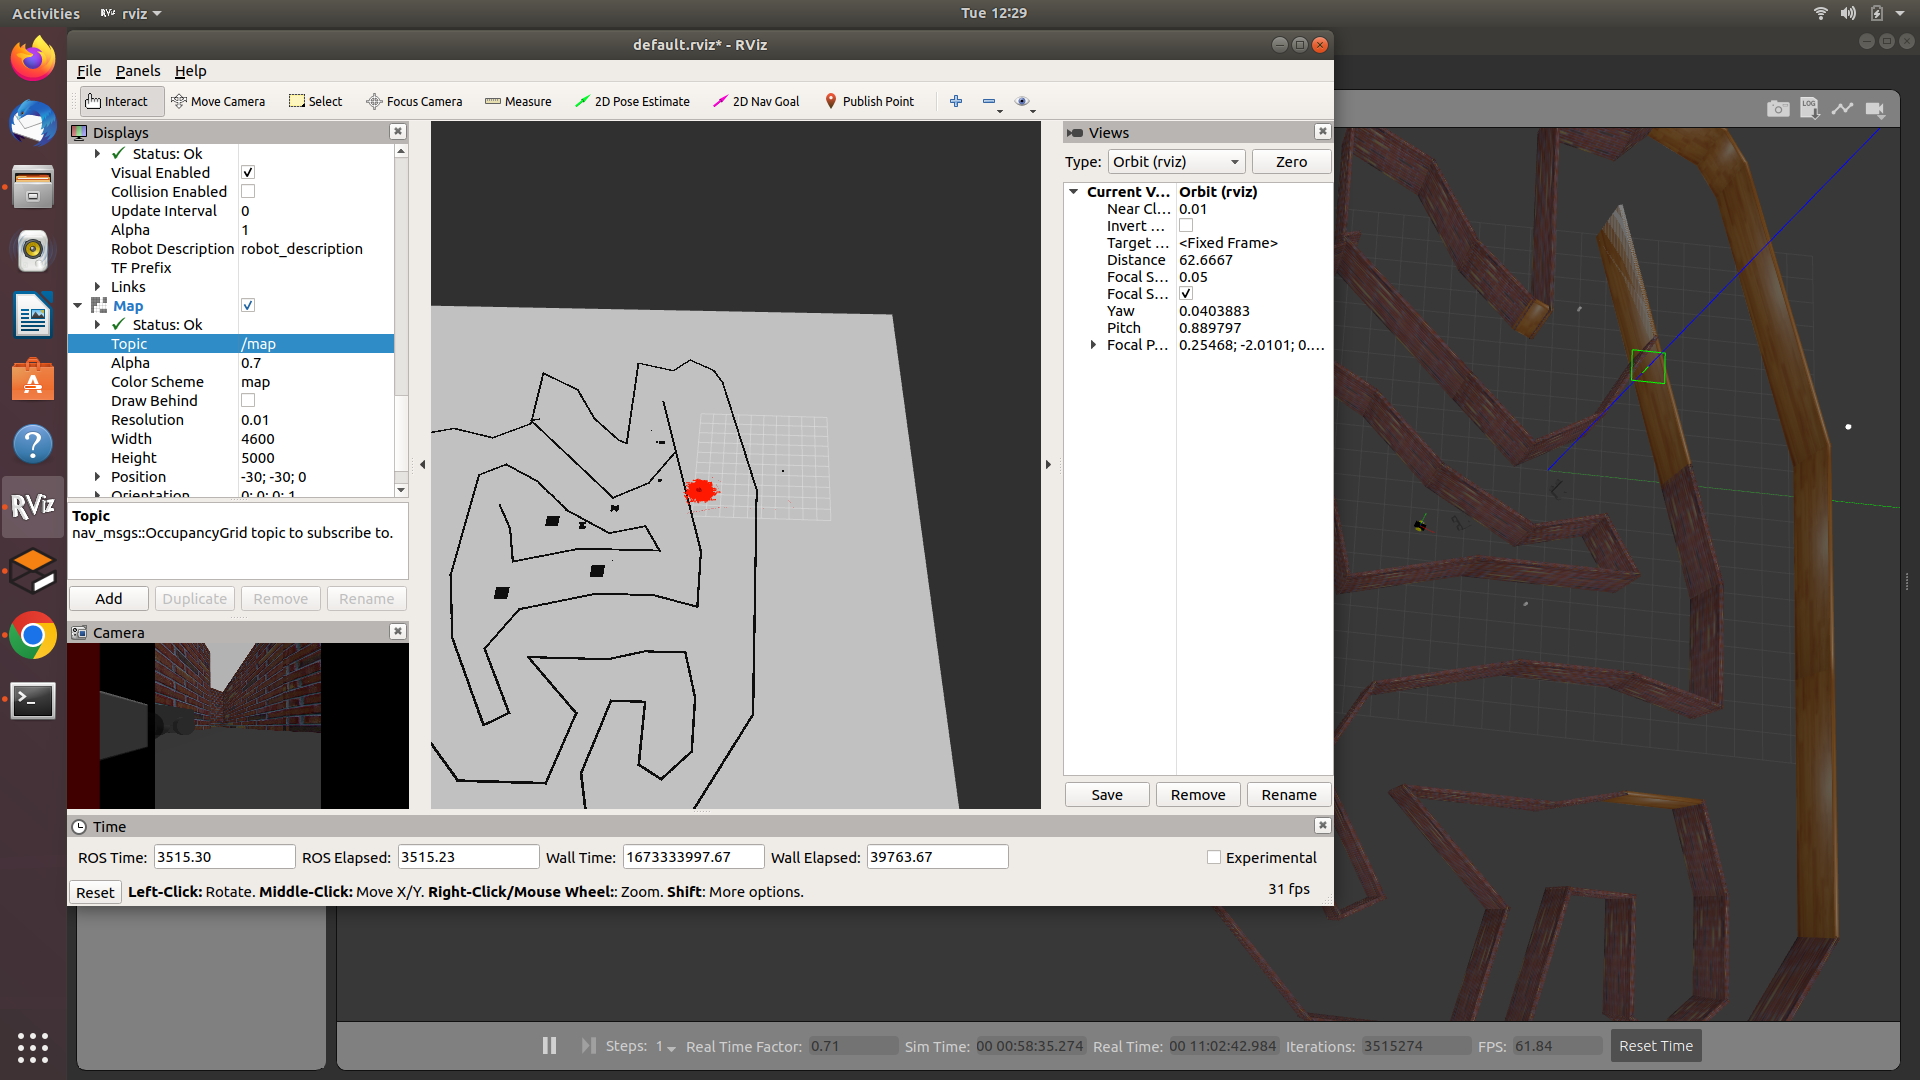 Activities rviz Tue 12:29
default.rviz* - RViz
File Panels Help
Interact Move Camera Select Focus Camera Measure 2D Pose Estimate 2D Nav Goal Publish Point
LOG
Displays
Status: Ok
Visual Enabled
Collision Enabled
Update Interval 0
Alpha 1
Robot Description robot_description
TF Prefix
Links
Map
Status: Ok
Topic /map
Alpha 0.7
Color Scheme map
Draw Behind
Resolution 0.01
Width 4600
Height 5000
Position -30; -30; 0
Orientation 0; 0; 0; 1
Topic
nav_msgs::OccupancyGrid topic to subscribe to.
Add Duplicate Remove Rename
Camera
Views
Type: Orbit (rviz) Zero
Current V... Orbit (rviz)
Near Cl... 0.01
Invert ...
Target ... <Fixed Frame>
Distance 62.6667
Focal S... 0.05
Focal S...
Yaw 0.0403883
Pitch 0.889797
Focal P... 0.25468; -2.0101; 0....
Save Remove Rename
Time
ROS Time: 3515.30 ROS Elapsed: 3515.23 Wall Time: 1673333997.67 Wall Elapsed: 39763.67 Experimental
Reset Left-Click: Rotate. Middle-Click: Move X/Y. Right-Click/Mouse Wheel:: Zoom. Shift: More options. 31 fps
RViz
Steps: 1 Real Time Factor: 0.71 Sim Time: 00 00:58:35.274 Real Time: 00 11:02:42.984 Iterations: 3515274 FPS: 61.84 Reset Time